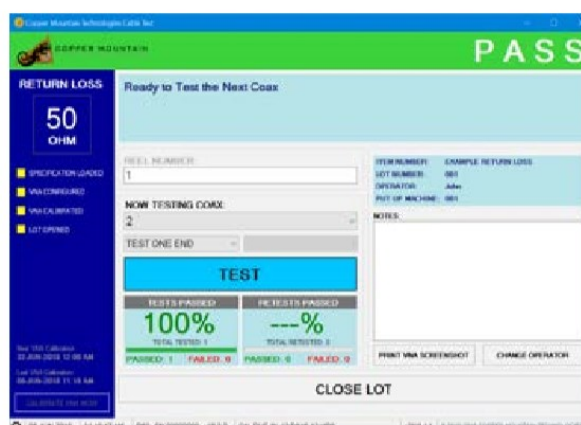 Copper Mountain Technologies Cable Test
COPPER MOUNTAIN
PASS
RETURN LOSS
50
OHM
SPECIFICATION LOADED
VNA CONFIGURED
VNA CALIBRATED
LOT OPENED
Ready to Test the Next Coax
REEL NUMBER
1
NOW TESTING COAX:
2
TEST ONE END
TEST
TESTS PASSED
100%
TOTAL TESTED: 1
PASSED: 1 FAILED: 0
RETESTS PASSED
---%
TOTAL RETESTED: 0
PASSED: 0 FAILED: 0
ITEM NUMBER: EXAMPLE RETURN LOSS
LOT NUMBER: 001
OPERATOR: John
PUT UP MACHINE: 001
NOTES:
PRINT VNA SCREENSHOT
CHANGE OPERATOR
CLOSE LOT
CALIBRATE VNA NOW